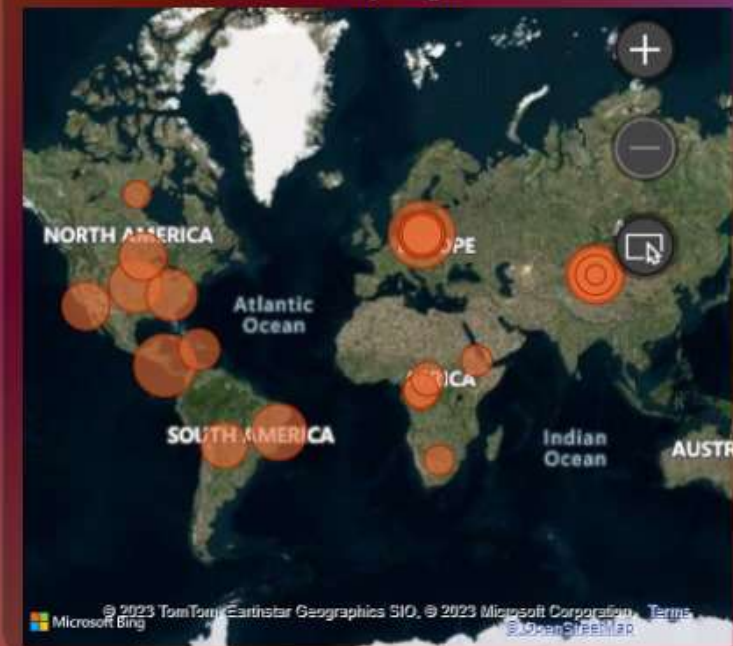 NORTH AMERICA
Atlantic
Ocean
SOUTH AMERICA
Indian
Ocean
AUSTR
© 2023 TomTom, Earthstar Geographics SIO, © 2023 Microsoft Corporation, Terms
Microsoft Bing
© OpenStreetMap